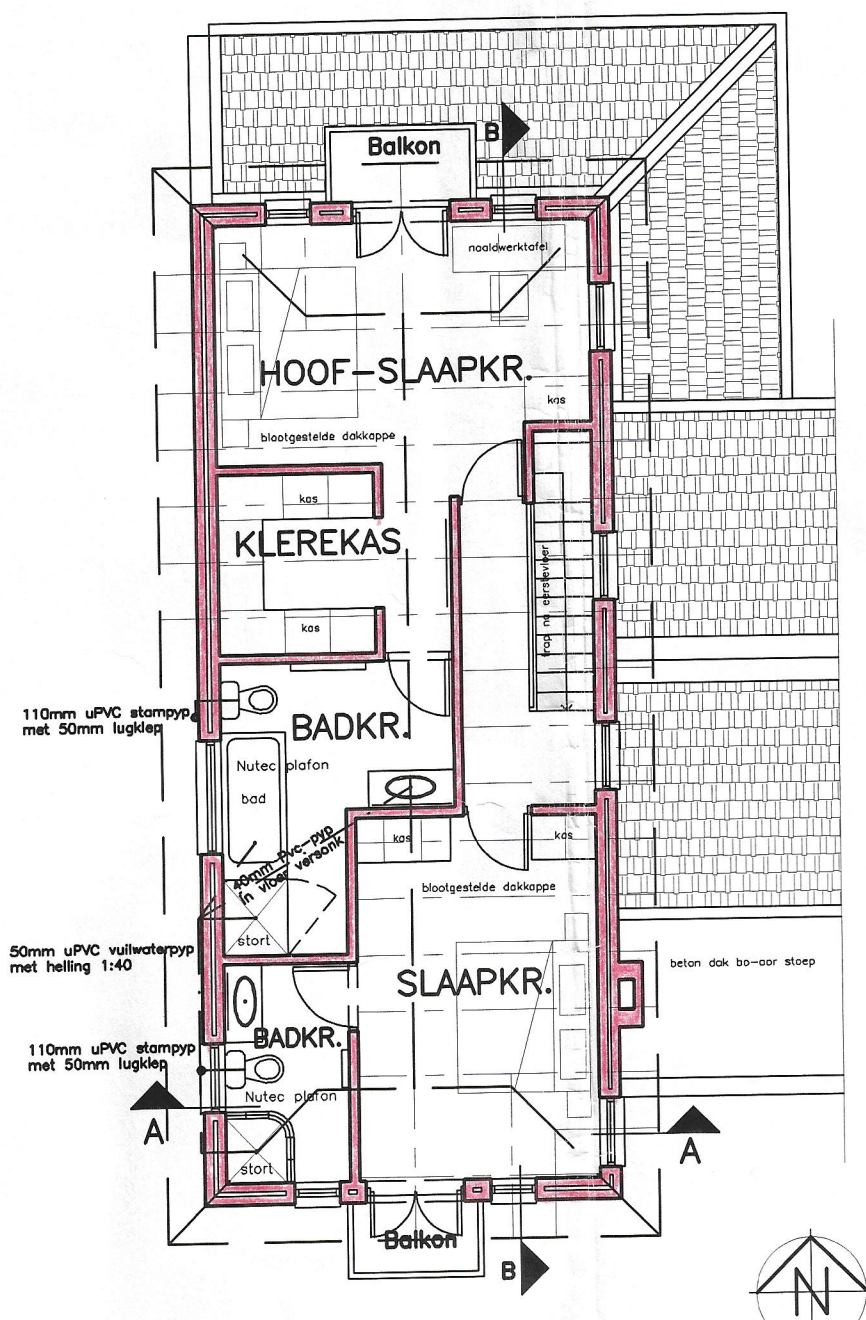 B
Balkon
naaldwerktafel
HOOF-SLAAPKR.
kas
blootgestelde dakkappe
kas
KLEREKAS
trap na eerstevloer
kas
110mm uPVC stampyp
met 50mm lugklep
BADKR.
Nutec plafon
bad
40mm-Pvc-pyp
in vloer versonk
kas
kas
blootgestelde dakkappe
stort
50mm uPVC vuilwaterpyp
met helling 1:40
beton dak bo-oor stoep
SLAAPKR.
BADKR.
110mm uPVC stampyp
met 50mm lugklep
Nutec plafon
A
A
stort
Balkon
B
N